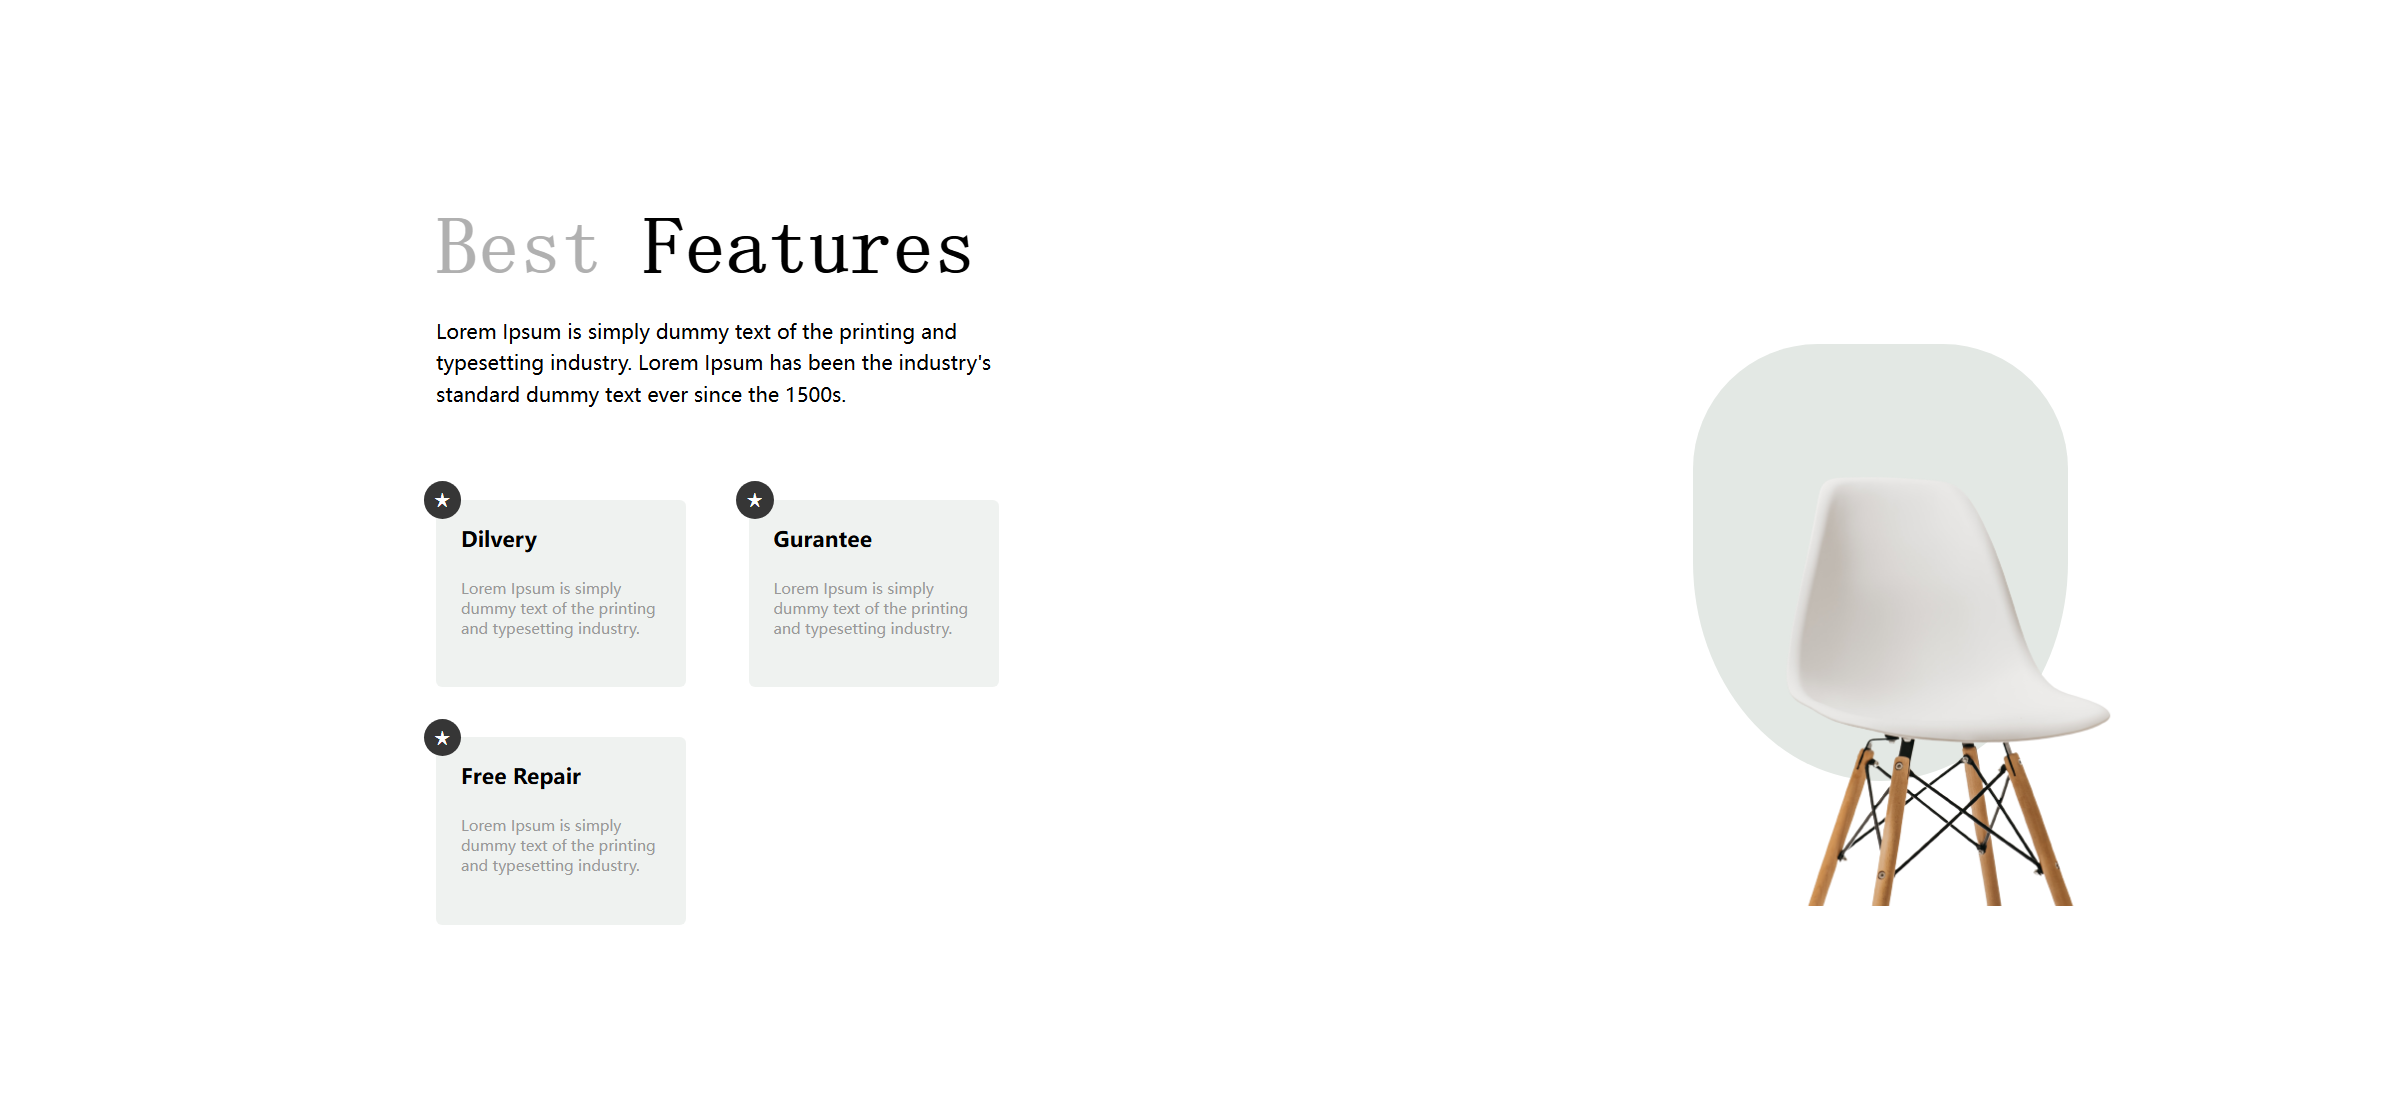 Best Features
Lorem Ipsum is simply dummy text of the printing and
typesetting industry. Lorem Ipsum has been the industry's
standard dummy text ever since the 1500s.
Dilvery
Lorem Ipsum is simply
dummy text of the printing
and typesetting industry.
Gurantee
Lorem Ipsum is simply
dummy text of the printing
and typesetting industry.
Free Repair
Lorem Ipsum is simply
dummy text of the printing
and typesetting industry.